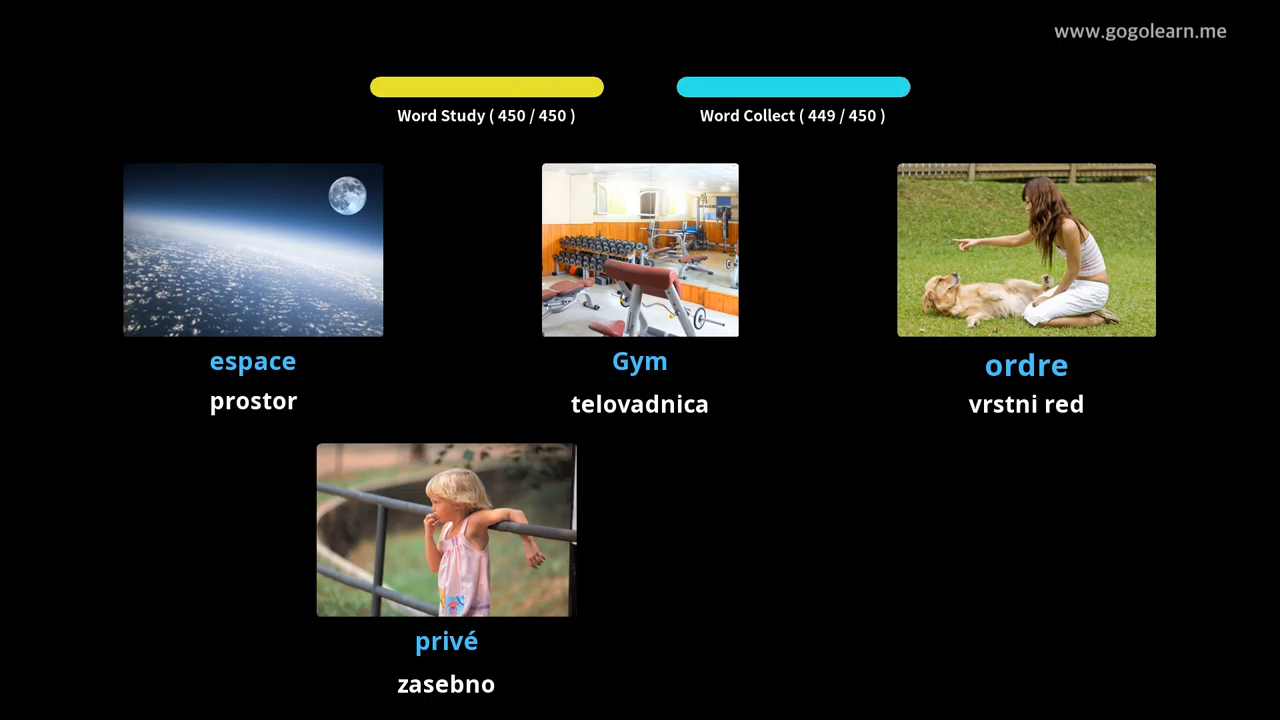 www.gogolearn.me
Word Study ( 450 / 450 )
Word Collect ( 449 / 450 )
espace
Gym
ordre
prostor
telovadnica
vrstni red
privé
zasebno